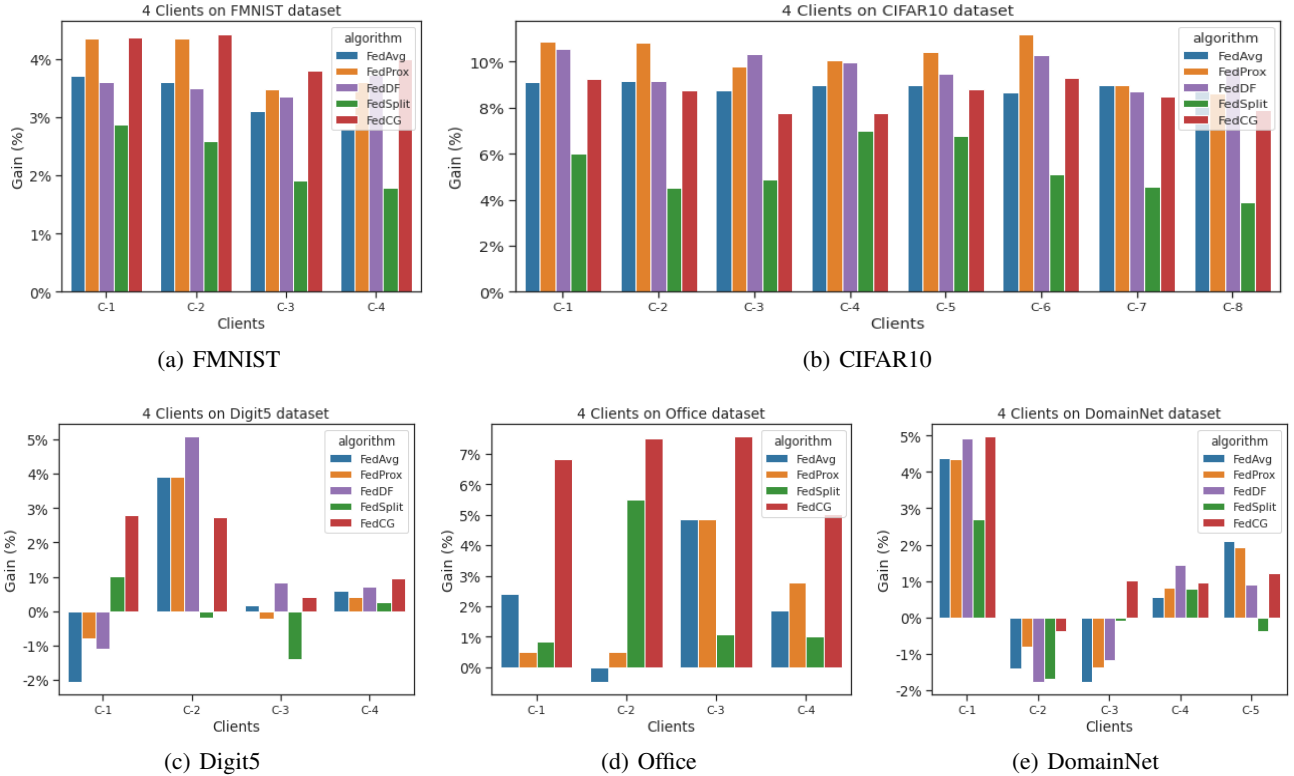 4 Clients on FMNIST dataset
4%
3%
2%
1%
0%
Gain (%)
algorithm
FedAvg
FedProx
FedDF
FedSplit
FedCG
C-1 C-2 C-3 C-4
Clients
(a) FMNIST
4 Clients on CIFAR10 dataset
10%
8%
6%
4%
2%
0%
Gain (%)
algorithm
FedAvg
FedProx
FedDF
FedSplit
FedCG
C-1 C-2 C-3 C-4 C-5 C-6 C-7 C-8
Clients
(b) CIFAR10
4 Clients on Digit5 dataset
5%
4%
3%
2%
1%
0%
-1%
-2%
Gain (%)
algorithm
FedAvg
FedProx
FedDF
FedSplit
FedCG
C-1 C-2 C-3 C-4
Clients
(c) Digit5
4 Clients on Office dataset
7%
6%
5%
4%
3%
2%
1%
0%
Gain (%)
algorithm
FedAvg
FedProx
FedSplit
FedCG
C-1 C-2 C-3 C-4
Clients
(d) Office
4 Clients on DomainNet dataset
5%
4%
3%
2%
1%
0%
-1%
-2%
Gain (%)
algorithm
FedAvg
FedProx
FedDF
FedSplit
FedCG
C-1 C-2 C-3 C-4 C-5
Clients
(e) DomainNet